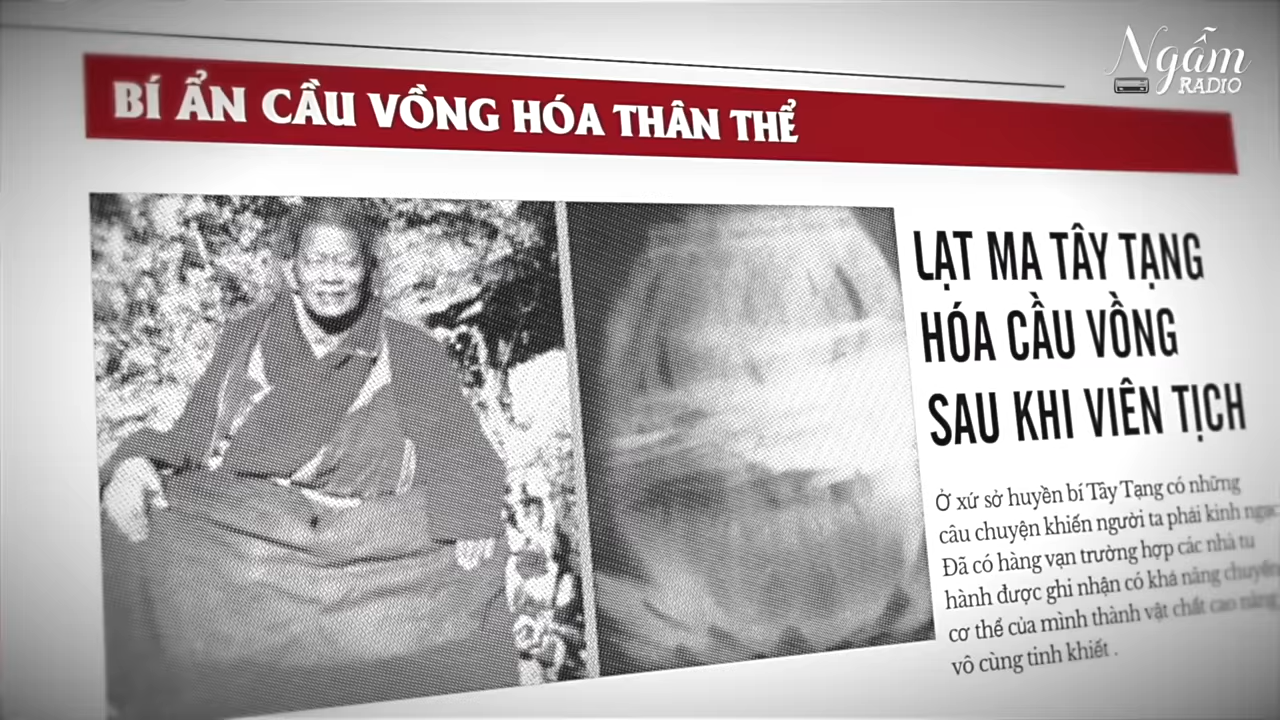 Ngẫm
RADIO
BÍ ẨN CẦU VỒNG HÓA THÂN THỂ
LẠT MA TÂY TẠNG
HÓA CẦU VỒNG
SAU KHI VIÊN TỊCH
Ở xứ sở huyền bí Tây Tạng có những
câu chuyện khiến người ta phải kinh ngạc
Đã có hàng vạn trường hợp các nhà tu
hành được ghi nhận có khả năng chuyển
cơ thể của mình thành vật chất cao năng
vô cùng tinh khiết .